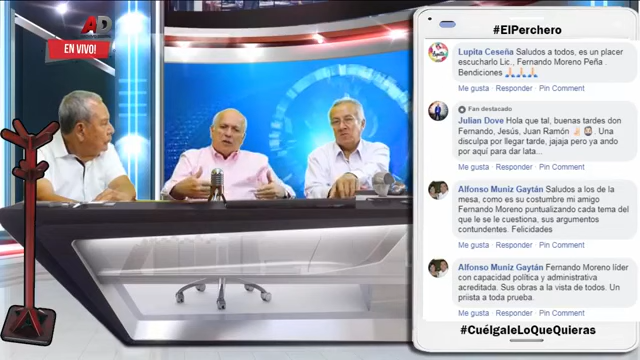 AD
EN VIVO!
#ElPerchero
Lupita Ceseña Saludos a todos, es un placer
escucharlo Lic., Fernando Moreno Peña .
Bendiciones 🙏🏻🙏🏻🙏🏻
Me gusta · Responder · Pin Comment
Fan destacado
Julian Dove Hola que tal, buenas tardes don
Fernando, Jesús, Juan Ramón Una
disculpa por llegar tarde, jajaja pero ya ando
por aquí para dar lata...
Me gusta · Responder · Pin Comment
Alfonso Muniz Gaytán Saludos a los de la
mesa, como es su costumbre mi amigo
Fernando Moreno puntualizando cada tema del
que le se le cuestiona, sus argumentos
contundentes. Felicidades
Me gusta · Responder · Pin Comment
Alfonso Muniz Gaytán Fernando Moreno líder
con capacidad política y administrativa
acreditada. Sus obras a la vista de todos. Un
priista a toda prueba.
Me gusta · Responder · Pin Comment
#CuélgaleLoQueQuieras